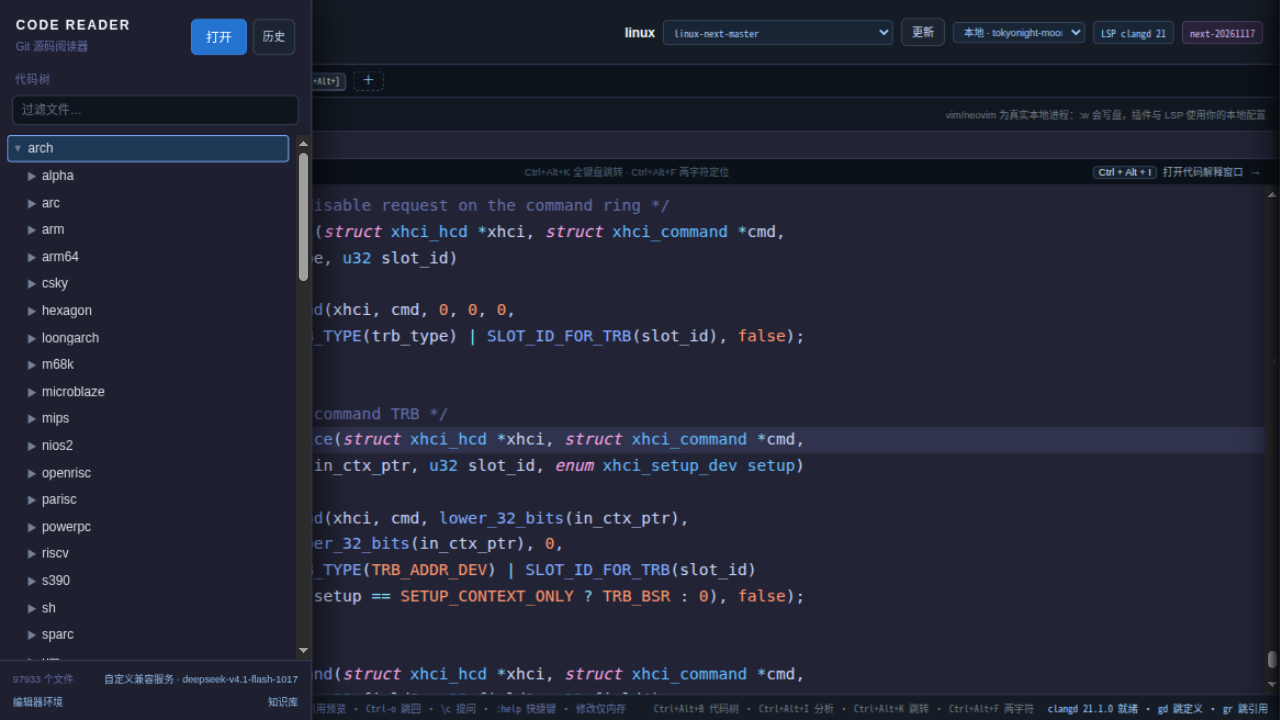 CODE READER
Git 源码阅读器
打开
历史
linux
linux-next-master
更新
本地 · tokyonight-moon
LSP clangd 21
next-20261117
代码树
+Alt+]
+
过滤文件...
vim/neovim 为真实本地进程；:w 会写盘，插件与 LSP 使用你的本地配置
Ctrl+Alt+K 全键盘跳转 · Ctrl+Alt+F 两字符定位
Ctrl + Alt + I 打开代码解释窗口 →
arch
alpha
arc
arm
arm64
csky
hexagon
loongarch
m68k
microblaze
mips
nios2
openrisc
parisc
powerpc
riscv
s390
sh
sparc
isable request on the command ring */
(struct xhci_hcd *xhci, struct xhci_command *cmd,
e, u32 slot_id)
d(xhci, cmd, 0, 0, 0,
_TYPE(trb_type) | SLOT_ID_FOR_TRB(slot_id), false);
command TRB */
ce(struct xhci_hcd *xhci, struct xhci_command *cmd,
in_ctx_ptr, u32 slot_id, enum xhci_setup_dev setup)
d(xhci, cmd, lower_32_bits(in_ctx_ptr),
er_32_bits(in_ctx_ptr), 0,
_TYPE(TRB_ADDR_DEV) | SLOT_ID_FOR_TRB(slot_id)
setup == SETUP_CONTEXT_ONLY ? TRB_BSR : 0), false);
nd(struct xhci_hcd *xhci, struct xhci_command *cmd,
97933 个文件
自定义兼容服务 · deepseek-v4.1-flash-1017
编辑器环境
知识库
用预览 · Ctrl-o 跳回 · \c 提问 · :help 快捷键 · 修改仅内存
Ctrl+Alt+B 代码树 · Ctrl+Alt+I 分析 · Ctrl+Alt+K 跳转 · Ctrl+Alt+F 两字符
clangd 21.1.0 就绪 · gd 跳定义 · gr 跳引用